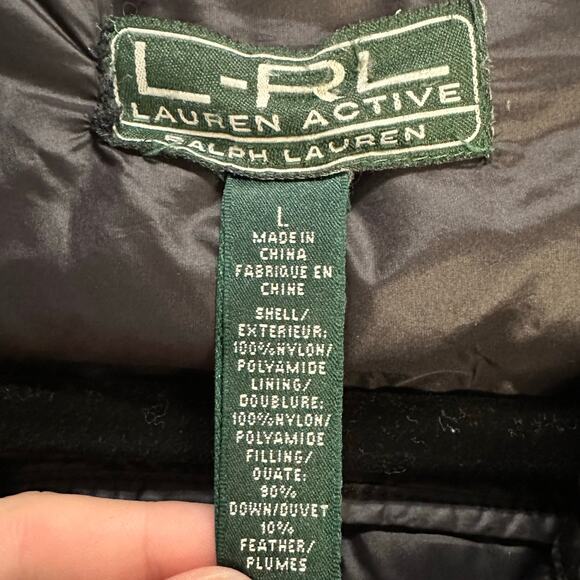 L-RL
LAUREN ACTIVE
RALPH LAUREN
L
MADE IN
CHINA
FABRIQUE EN
CHINE
SHELL/
EXTERIEUR:
100%NYLON/
POLYAMIDE
LINING/
DOUBLURE:
100%NYLON/
POLYAMIDE
FILLING/
OUATE:
90%
DOWN/DUVET
10%
FEATHER/
PLUMES